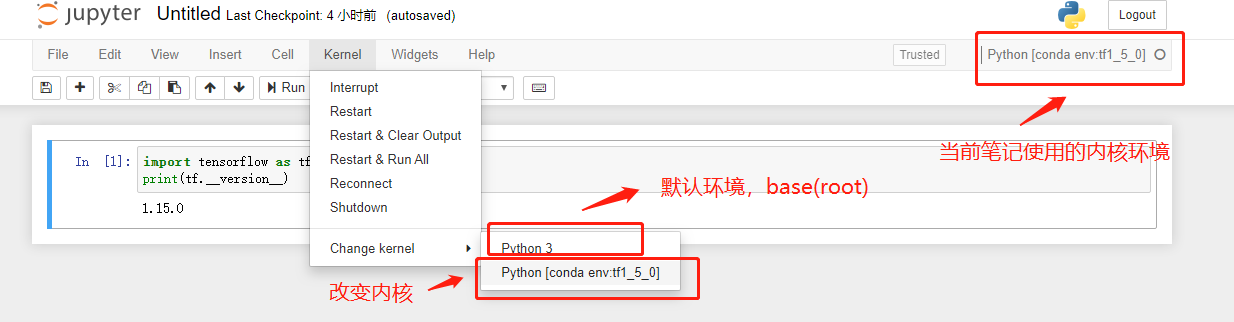 jupyter Untitled Last Checkpoint: 4 小时前 (autosaved) Logout
File Edit View Insert Cell Kernel Widgets Help Trusted Python [conda env:tf1_5_0]
Run
Interrupt
Restart
Restart & Clear Output
Restart & Run All
Reconnect
Shutdown
Change kernel
Python 3
Python [conda env:tf1_5_0]
In [1]: import tensorflow as tf
print(tf.__version__)
1.15.0
当前笔记使用的内核环境
默认环境，base(root)
改变内核